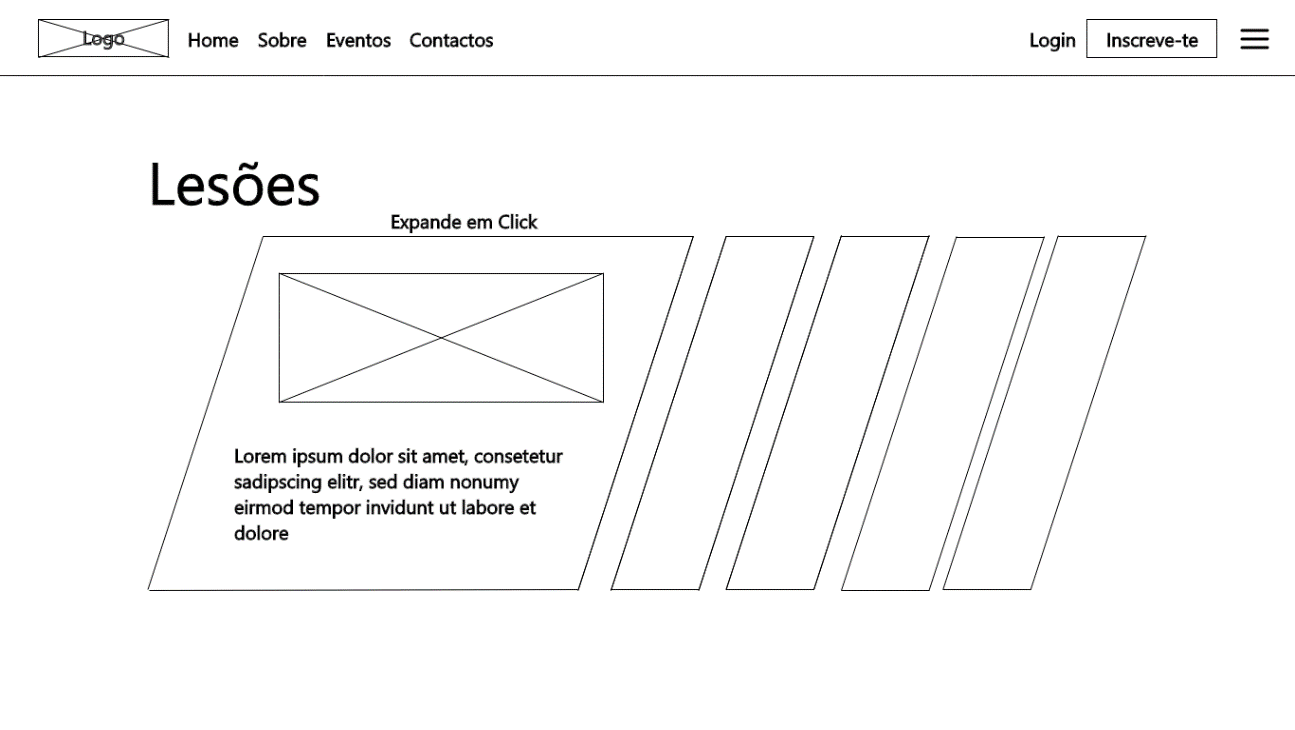 Logo Home Sobre Eventos Contactos Login Inscreve-te
Lesões
Expande em Click
Lorem ipsum dolor sit amet, consetetur
sadipscing elitr, sed diam nonumy
eirmod tempor invidunt ut labore et
dolore